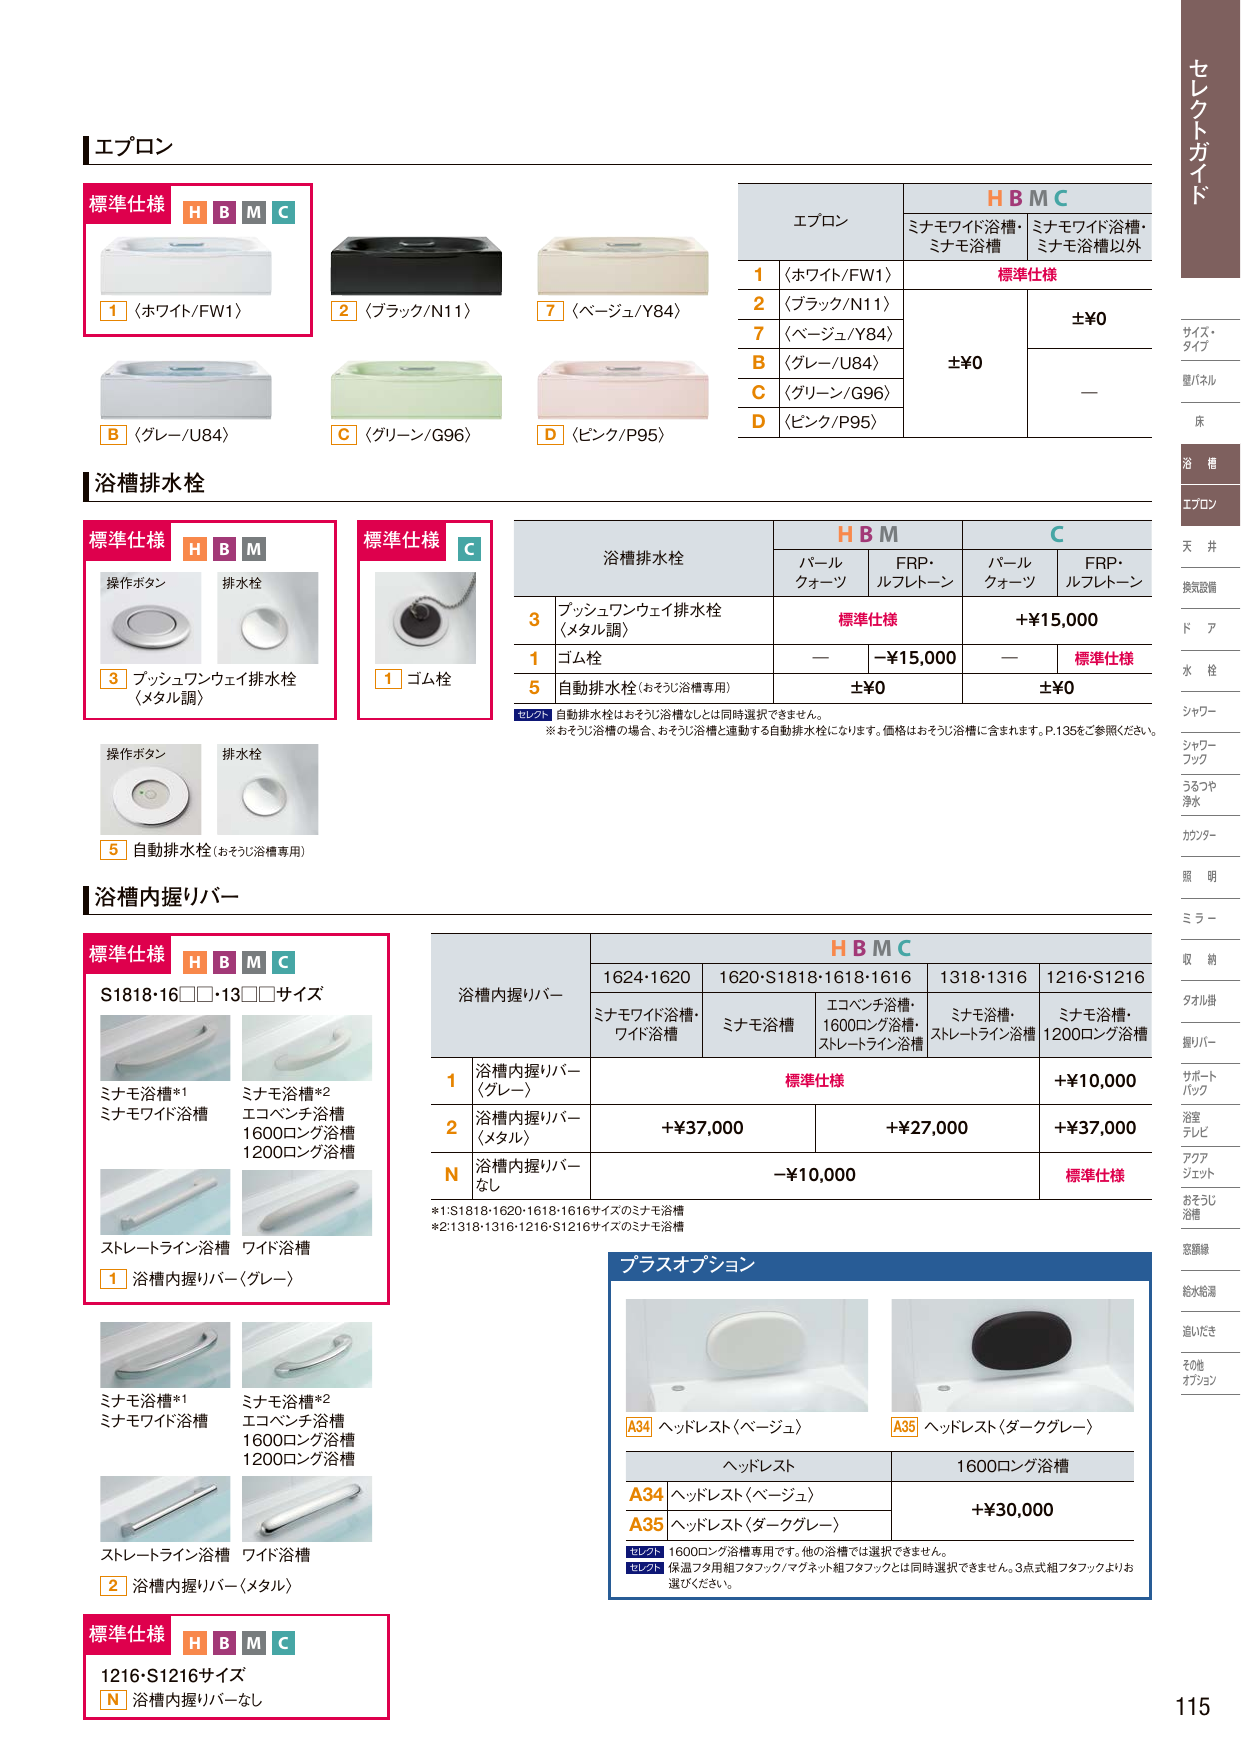 セレクトガイド
エプロン
標準仕様 H B M C
1 〈ホワイト/FW1〉
2 〈ブラック/N11〉
7 〈ベージュ/Y84〉
B 〈グレー/U84〉
C 〈グリーン/G96〉
D 〈ピンク/P95〉
エプロン
H B M C
ミナモワイド浴槽・
ミナモ浴槽
ミナモワイド浴槽・
ミナモ浴槽以外
1 〈ホワイト/FW1〉 標準仕様
2 〈ブラック/N11〉
7 〈ベージュ/Y84〉
B 〈グレー/U84〉
C 〈グリーン/G96〉
D 〈ピンク/P95〉
±¥0
±¥0
—
浴槽排水栓
標準仕様 H B M
操作ボタン 排水栓
3 プッシュワンウェイ排水栓
〈メタル調〉
標準仕様 C
1 ゴム栓
操作ボタン 排水栓
5 自動排水栓(おそうじ浴槽専用)
浴槽排水栓
H B M
C
パール
クォーツ
FRP・
ルフレトーン
パール
クォーツ
FRP・
ルフレトーン
3 プッシュワンウェイ排水栓
〈メタル調〉
標準仕様 +¥15,000
1 ゴム栓 — −¥15,000 — 標準仕様
5 自動排水栓(おそうじ浴槽専用) ±¥0 ±¥0
セレクト 自動排水栓はおそうじ浴槽なしとは同時選択できません。
※おそうじ浴槽の場合、おそうじ浴槽と連動する自動排水栓になります。価格はおそうじ浴槽に含まれます。P.135をご参照ください。
浴槽内握りバー
標準仕様 H B M C
S1818・16□□・13□□サイズ
ミナモ浴槽*1
ミナモワイド浴槽
ミナモ浴槽*2
エコベンチ浴槽
1600ロング浴槽
1200ロング浴槽
ストレートライン浴槽 ワイド浴槽
1 浴槽内握りバー〈グレー〉
ミナモ浴槽*1
ミナモワイド浴槽
ミナモ浴槽*2
エコベンチ浴槽
1600ロング浴槽
1200ロング浴槽
ストレートライン浴槽 ワイド浴槽
2 浴槽内握りバー〈メタル〉
標準仕様 H B M C
1216・S1216サイズ
N 浴槽内握りバーなし
浴槽内握りバー
H B M C
1624・1620 1620・S1818・1618・1616 1318・1316 1216・S1216
ミナモワイド浴槽・
ワイド浴槽
ミナモ浴槽
エコベンチ浴槽・
1600ロング浴槽・
ストレートライン浴槽
ミナモ浴槽・
ストレートライン浴槽
ミナモ浴槽・
1200ロング浴槽
1 浴槽内握りバー
〈グレー〉
標準仕様 +¥10,000
2 浴槽内握りバー
〈メタル〉
+¥37,000 +¥27,000 +¥37,000
N 浴槽内握りバー
なし
−¥10,000 標準仕様
*1:S1818・1620・1618・1616サイズのミナモ浴槽
*2:1318・1316・1216・S1216サイズのミナモ浴槽
プラスオプション
A34 ヘッドレスト〈ベージュ〉
A35 ヘッドレスト〈ダークグレー〉
ヘッドレスト 1600ロング浴槽
A34 ヘッドレスト〈ベージュ〉
A35 ヘッドレスト〈ダークグレー〉
+¥30,000
セレクト 1600ロング浴槽専用です。他の浴槽では選択できません。
セレクト 保温フタ用組フタフック/マグネット組フタフックとは同時選択できません。3点式組フタフックよりお
選びください。
サイズ・
タイプ
壁パネル
床
浴 槽
エプロン
天 井
換気設備
ド ア
水 栓
シャワー
シャワー
フック
うるつや
浄水
カウンター
照 明
ミラー
収 納
タオル掛
握りバー
サポート
パック
浴室
テレビ
アクア
ジェット
おそうじ
浴槽
窓額縁
給水給湯
追いだき
その他
オプション
115